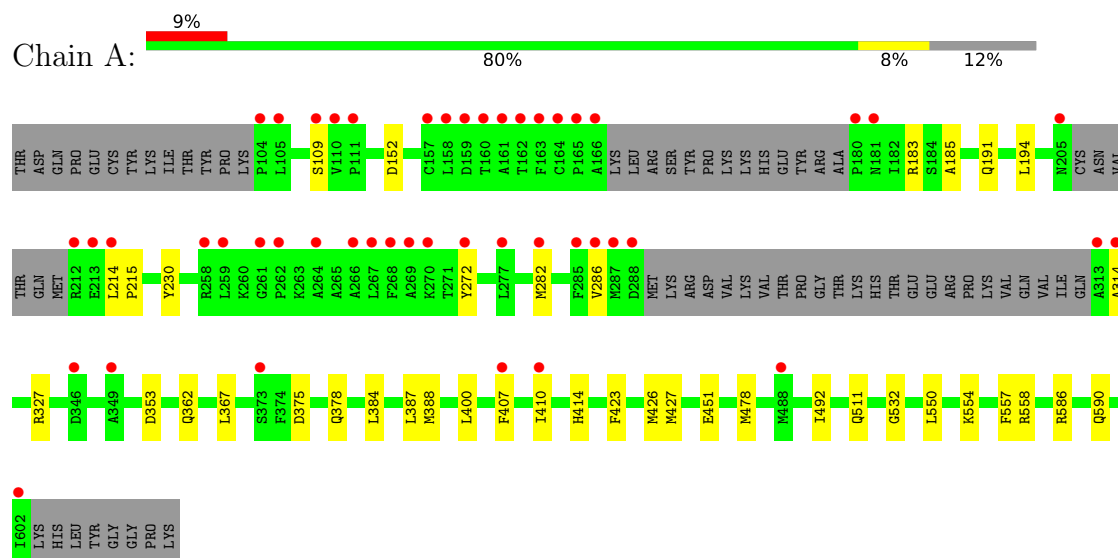 9%
Chain A:
80% 8% 12%
THR ASP GLN PRO GLU CYS TYR LYS ILE THR TYR PRO LYS P104 L105 S109 V110 P111 D152 C157 L158 D159 T160 A161 T162 F163 C164 P165 A166 LYS LEU ARG SER TYR PRO LYS LYS HIS GLU TYR ARG ALA P180 N181 I182 R183 S184 A185 Q191 L194 N205 CYS ASN VAL
THR GLN MET R212 E213 L214 P215 Y230 R258 L259 K260 G261 P262 K263 A264 A265 A266 L267 F268 A269 K270 T271 Y272 L277 M282 F285 V286 M287 D288 MET LYS ARG ASP VAL LYS VAL THR PRO GLY THR LYS HIS THR GLU GLU ARG PRO LYS VAL GLN VAL ILE GLN A313 A314
R327 D346 A349 D353 Q362 L367 S373 F374 D375 Q378 L384 L387 M388 L400 F407 I410 H414 F423 M426 M427 E451 M478 M488 I492 Q511 G532 L550 K554 F557 R558 R586 Q590
I602 LYS HIS LEU TYR GLY GLY PRO LYS